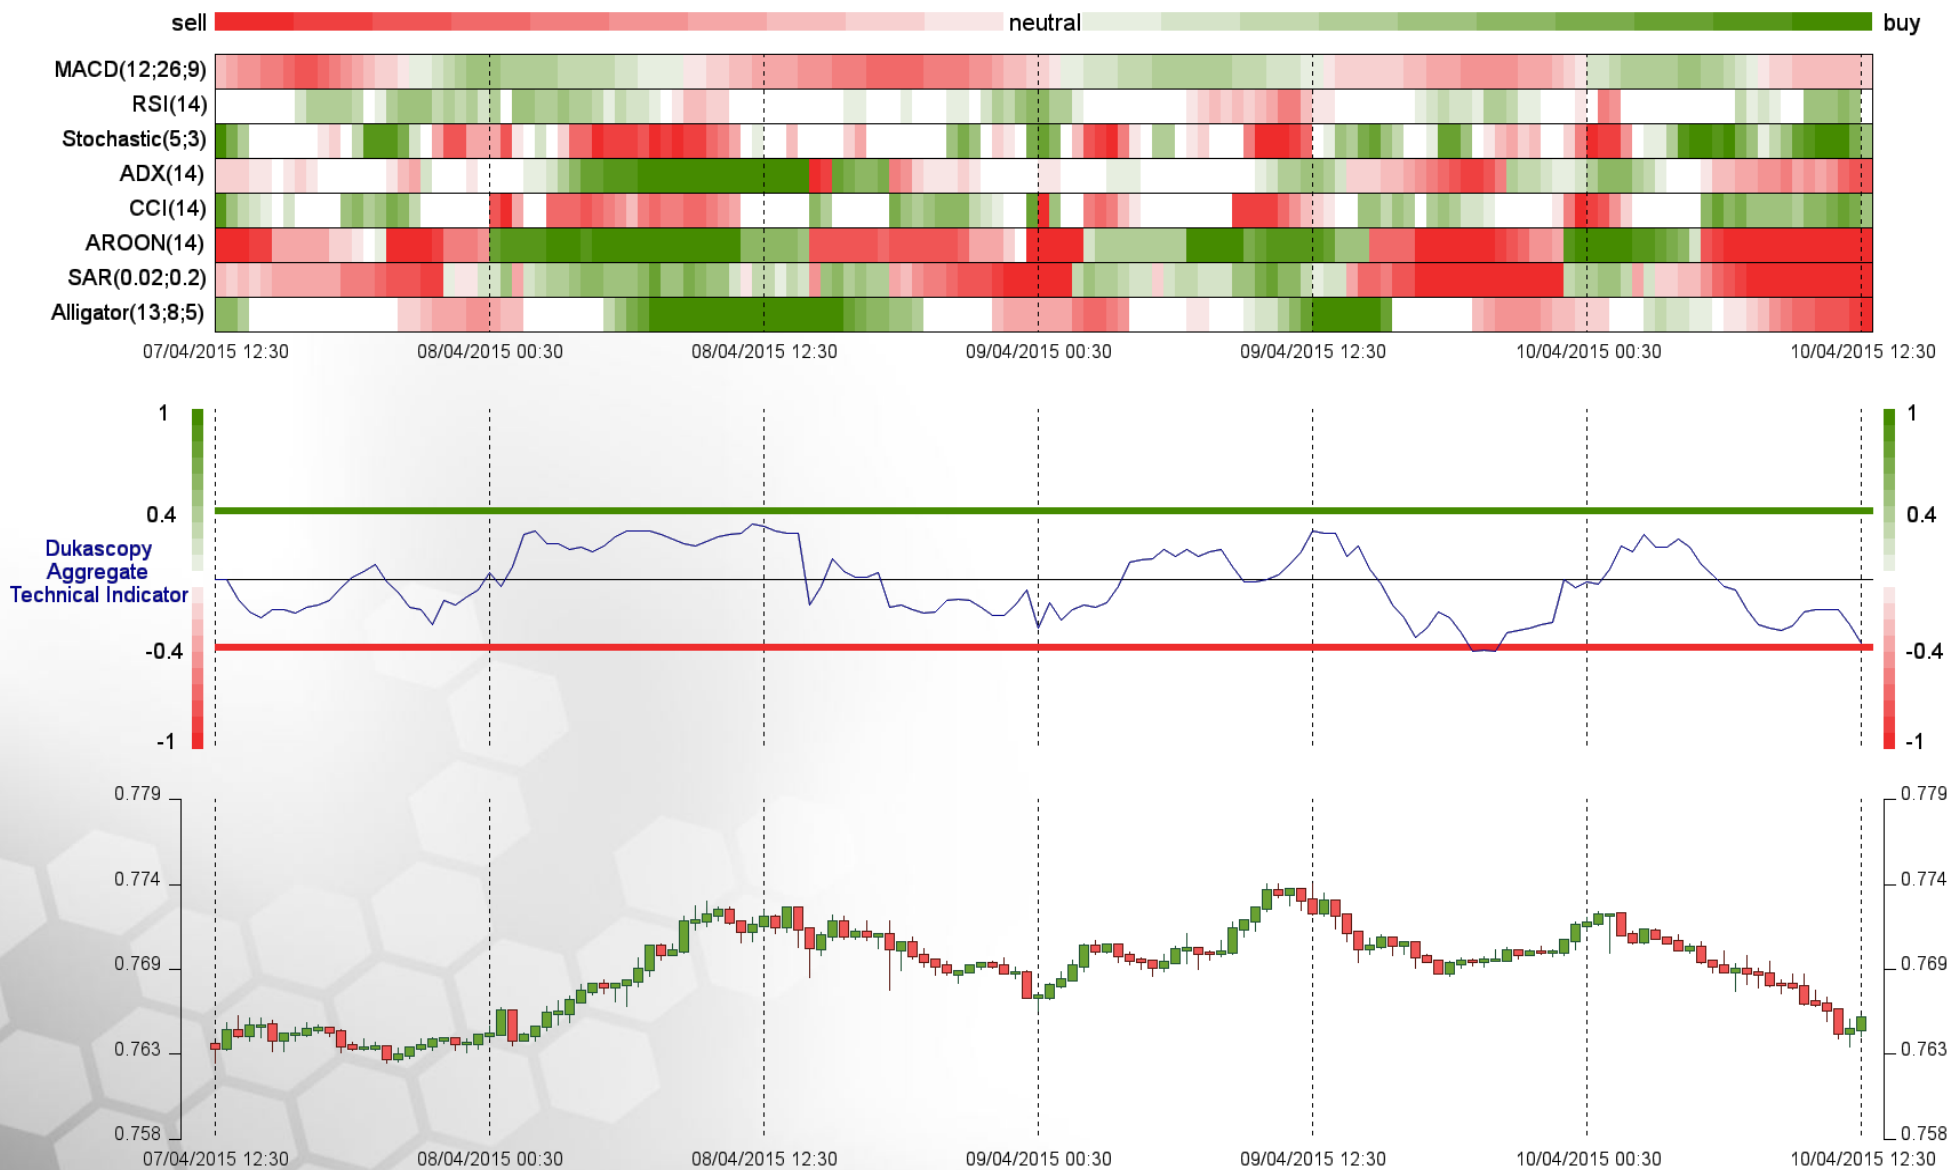 sell neutral buy
MACD(12;26;9)
RSI(14)
Stochastic(5;3)
ADX(14)
CCI(14)
AROON(14)
SAR(0.02;0.2)
Alligator(13;8;5)
07/04/2015 12:30 08/04/2015 00:30 08/04/2015 12:30 09/04/2015 00:30 09/04/2015 12:30 10/04/2015 00:30 10/04/2015 12:30
1 1
0.4 0.4
Dukascopy
Aggregate
Technical Indicator
-0.4 -0.4
-1 -1
0.779 0.779
0.774 0.774
0.769 0.769
0.763 0.763
0.758 0.758
07/04/2015 12:30 08/04/2015 00:30 08/04/2015 12:30 09/04/2015 00:30 09/04/2015 12:30 10/04/2015 00:30 10/04/2015 12:30